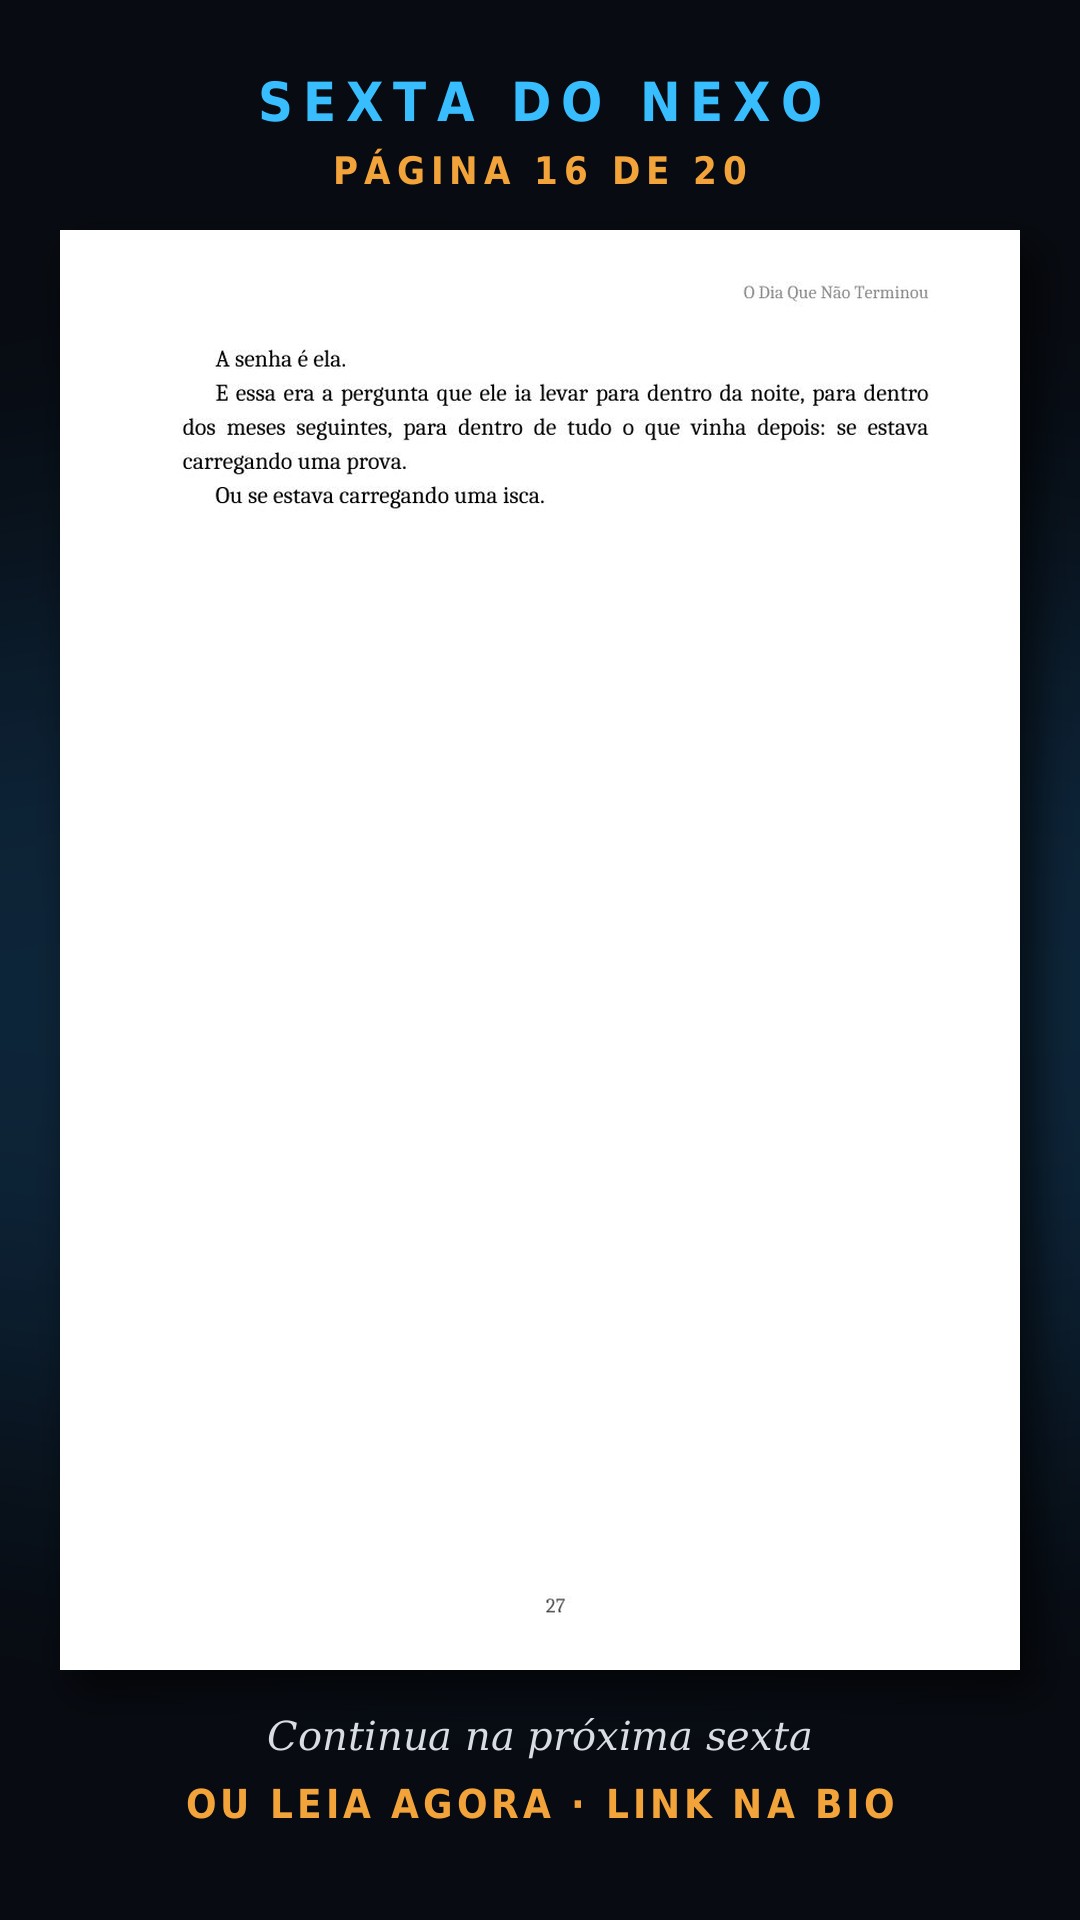 SEXTA DO NEXO
PÁGINA 16 DE 20
O Dia Que Não Terminou
A senha é ela.
E essa era a pergunta que ele ia levar para dentro da noite, para dentro
dos meses seguintes, para dentro de tudo o que vinha depois: se estava
carregando uma prova.
Ou se estava carregando uma isca.
27
Continua na próxima sexta
OU LEIA AGORA · LINK NA BIO